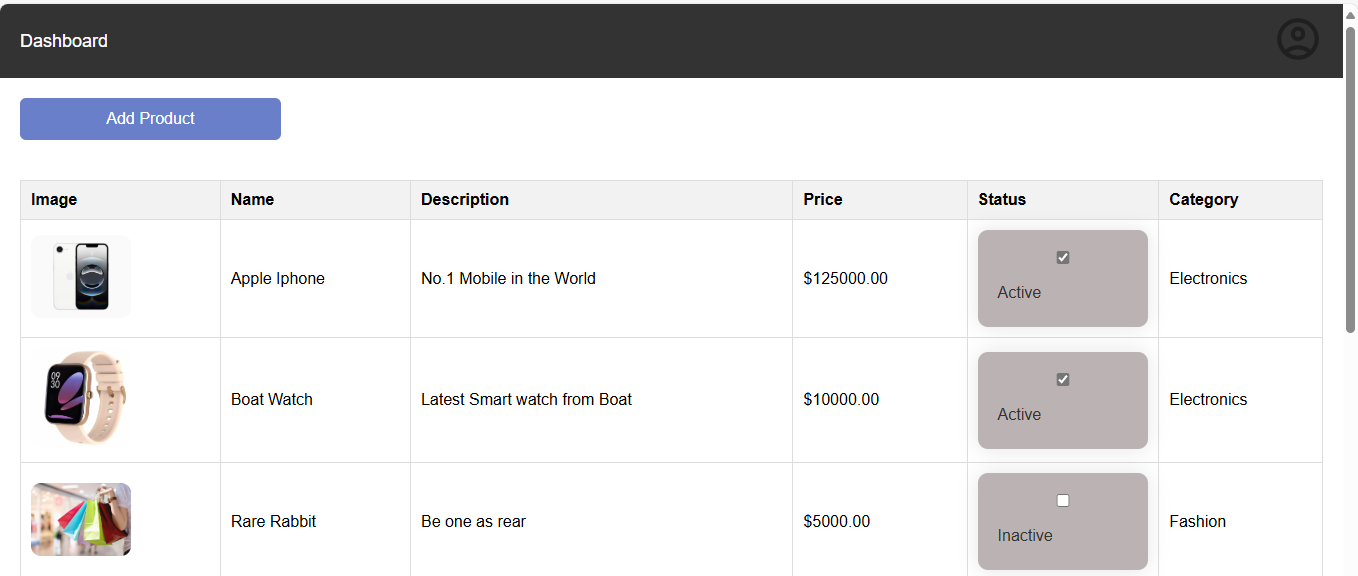 Dashboard
Add Product
Image Name Description Price Status Category
Apple Iphone No.1 Mobile in the World $125000.00 Active Electronics
09
30
Boat Watch Latest Smart watch from Boat $10000.00 Active Electronics
Rare Rabbit Be one as rear $5000.00 Inactive Fashion